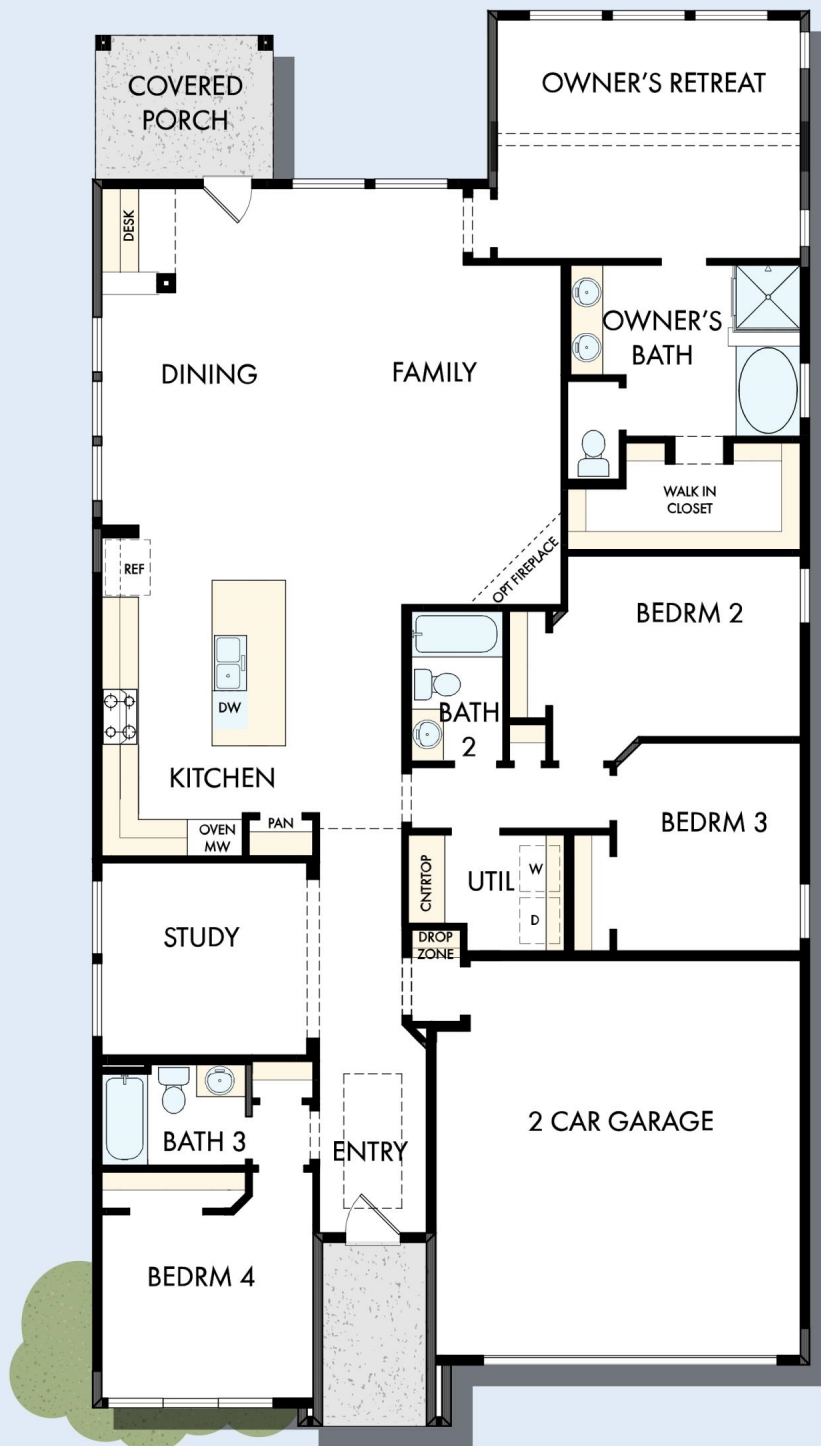 COVERED
PORCH
OWNER'S RETREAT
DESK
OWNER'S
BATH
DINING
FAMILY
WALK IN
CLOSET
REF
OPT FIREPLACE
BEDRM 2
DW
BATH
2
KITCHEN
PAN
OVEN
MW
BEDRM 3
CNTRTOP
UTIL
W
D
STUDY
DROP
ZONE
2 CAR GARAGE
BATH 3
ENTRY
BEDRM 4